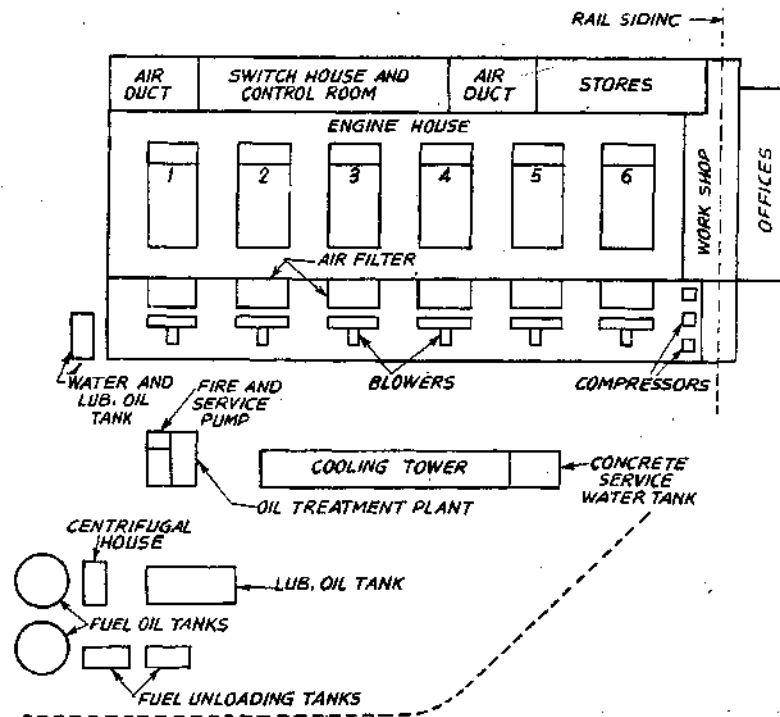 RAIL SIDING
AIR
DUCT
SWITCH HOUSE AND
CONTROL ROOM
AIR
DUCT
STORES
ENGINE HOUSE
1
2
3
4
5
6
WORK SHOP
OFFICES
AIR FILTER
WATER AND
LUB. OIL
TANK
FIRE AND
SERVICE
PUMP
BLOWERS
COMPRESSORS
COOLING TOWER
CONCRETE
SERVICE
WATER TANK
OIL TREATMENT PLANT
CENTRIFUGAL
HOUSE
LUB. OIL TANK
FUEL OIL TANKS
FUEL UNLOADING TANKS